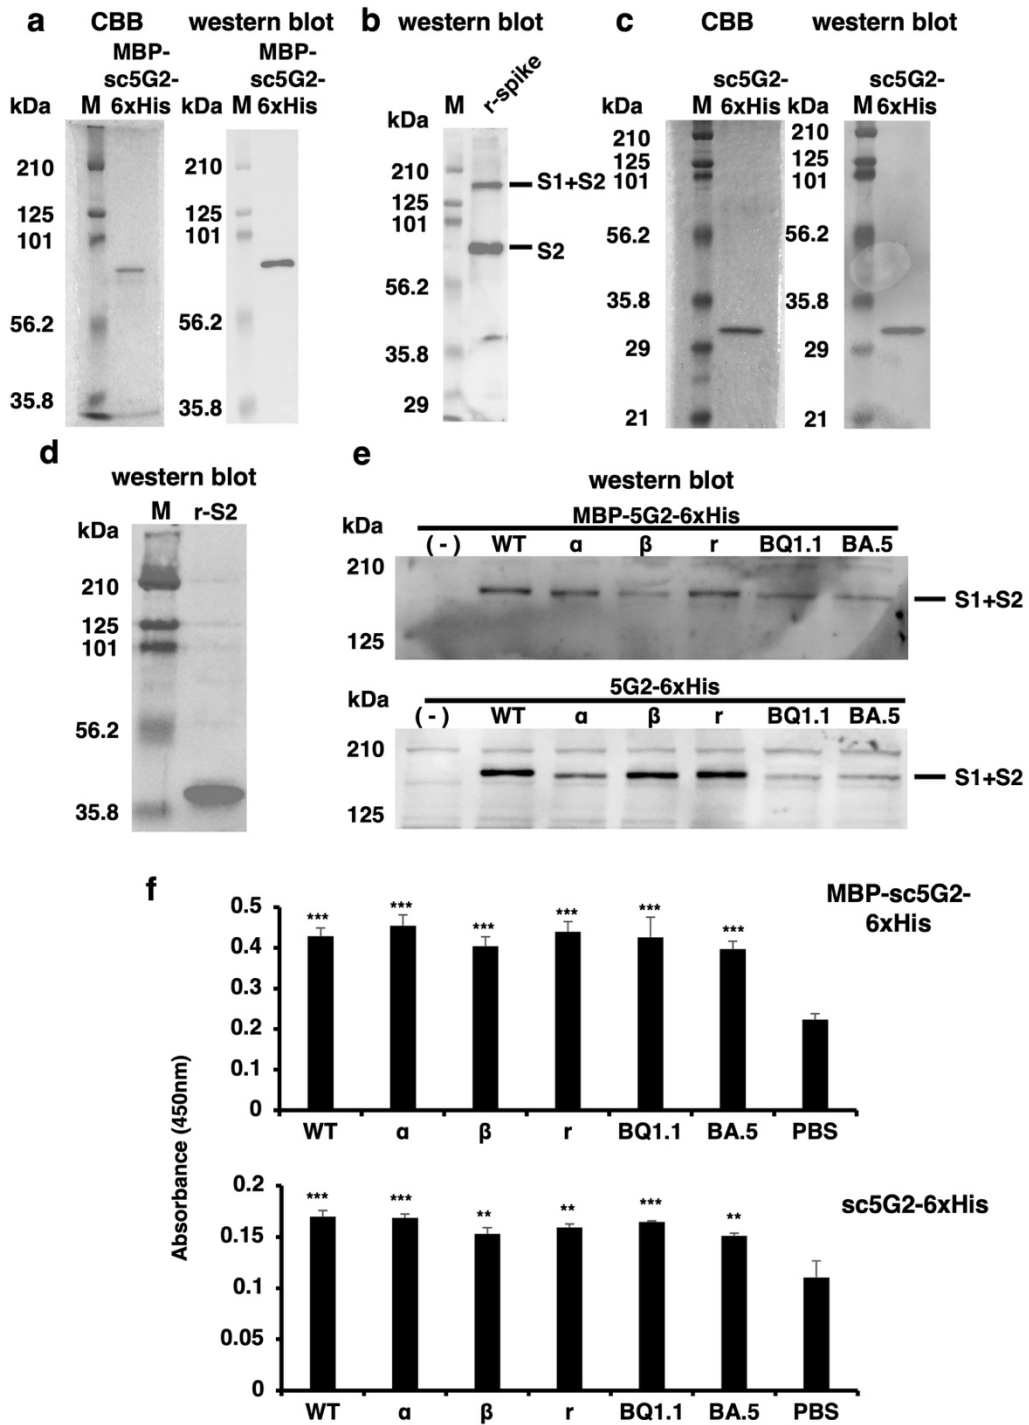 a
CBB
western blot
MBP-
sc5G2-
6xHis
kDa
M
210
125
101
56.2
35.8
MBP-
sc5G2-
6xHis
kDa
M
210
125
101
56.2
35.8
b
western blot
kDa
M
r-spike
210
125
101
56.2
35.8
29
S1+S2
S2
c
CBB
western blot
sc5G2-
6xHis
kDa
M
210
125
101
56.2
35.8
29
21
sc5G2-
6xHis
kDa
M
210
125
101
56.2
35.8
29
21
d
western blot
kDa
M r-S2
210
125
101
56.2
35.8
e
western blot
MBP-5G2-6xHis
kDa
(-) WT α β r BQ1.1 BA.5
210
125
S1+S2
5G2-6xHis
kDa
(-) WT α β r BQ1.1 BA.5
210
125
S1+S2
f
MBP-sc5G2-
6xHis
Absorbance (450nm)
0.5
0.4
0.3
0.2
0.1
0
*** *** *** *** *** ***
WT α β r BQ1.1 BA.5 PBS
sc5G2-6xHis
0.2
0.15
0.1
0.05
0
*** *** ** ** *** **
WT α β r BQ1.1 BA.5 PBS